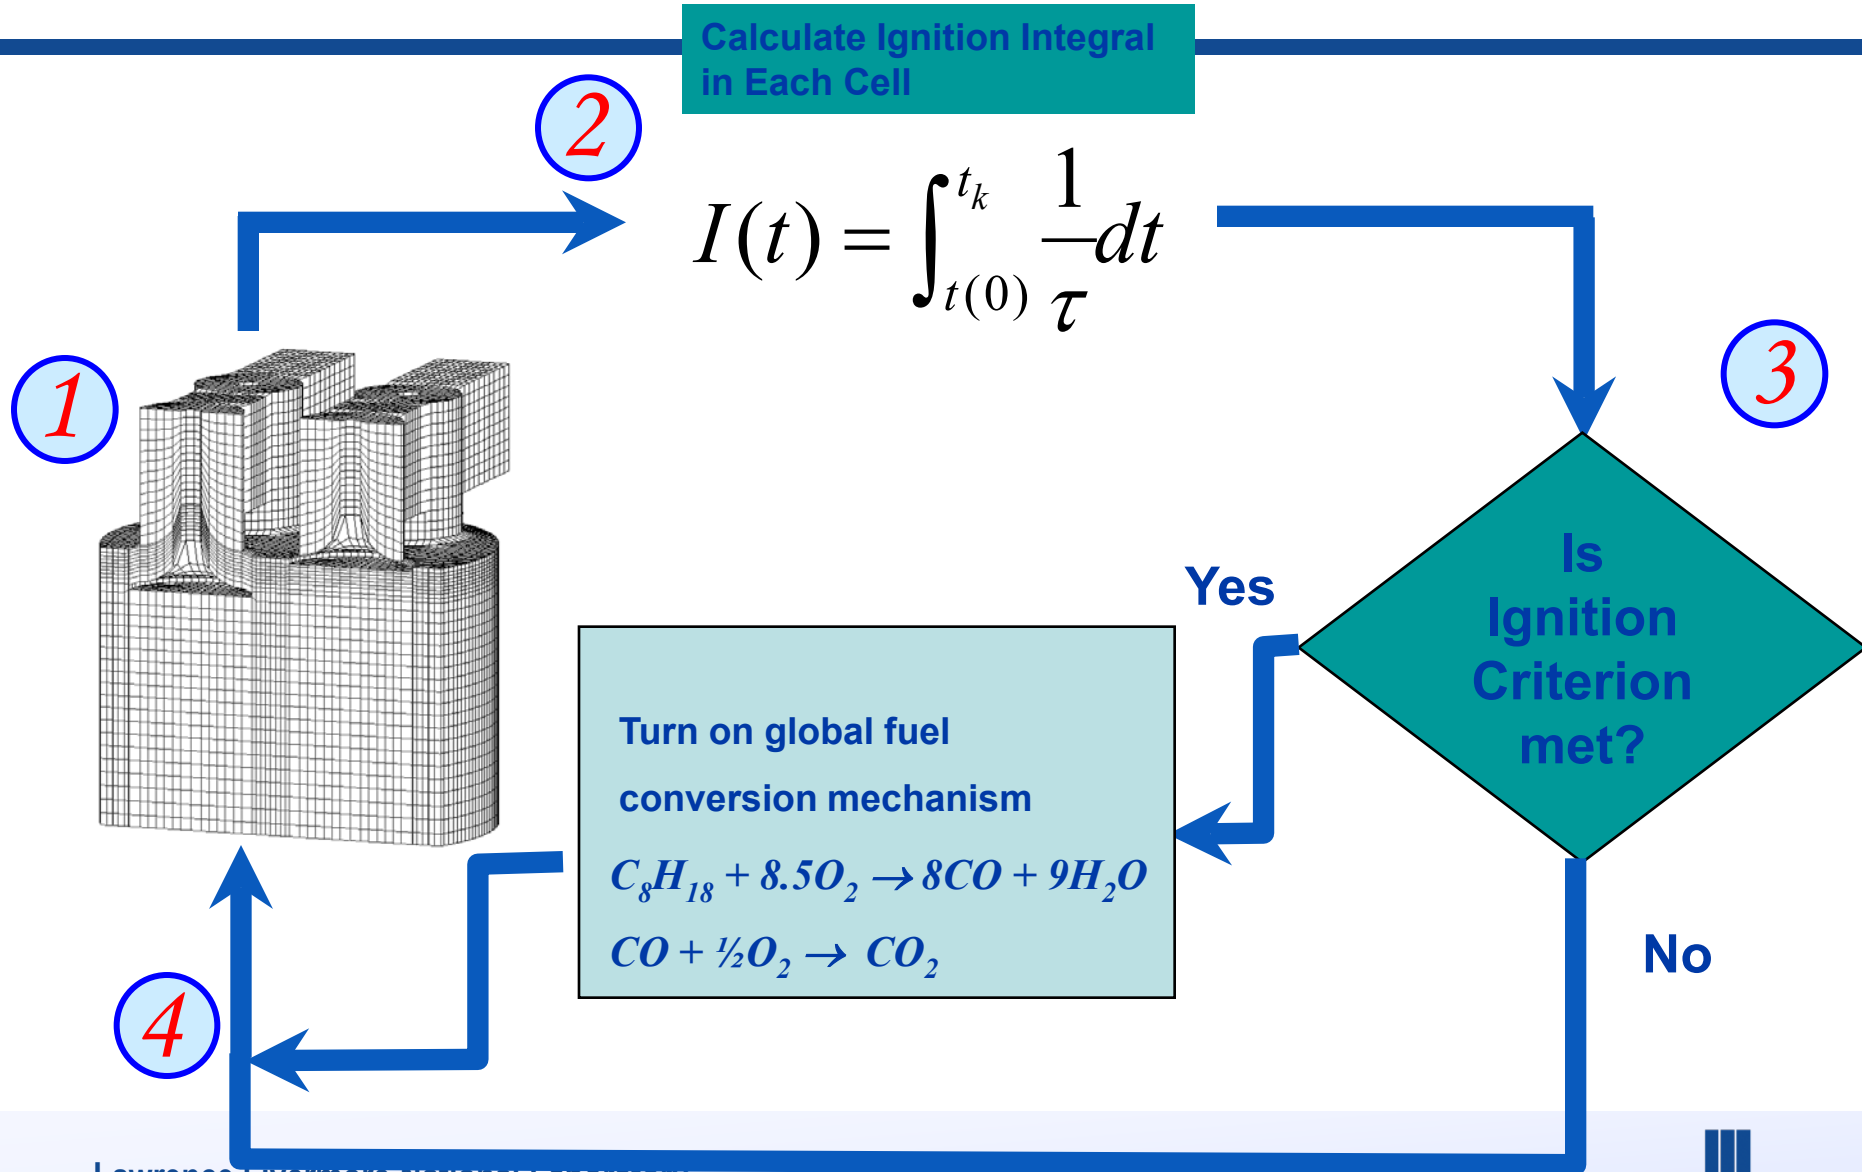 Calculate Ignition Integral
in Each Cell
2
I(t) = ∫_{t(0)}^{t_k} 1/τ dt
1
3
Is
Ignition
Criterion
met?
Yes
Turn on global fuel
conversion mechanism
C₈H₁₈ + 8.5O₂ → 8CO + 9H₂O
CO + ½O₂ → CO₂
No
4
Lawrence